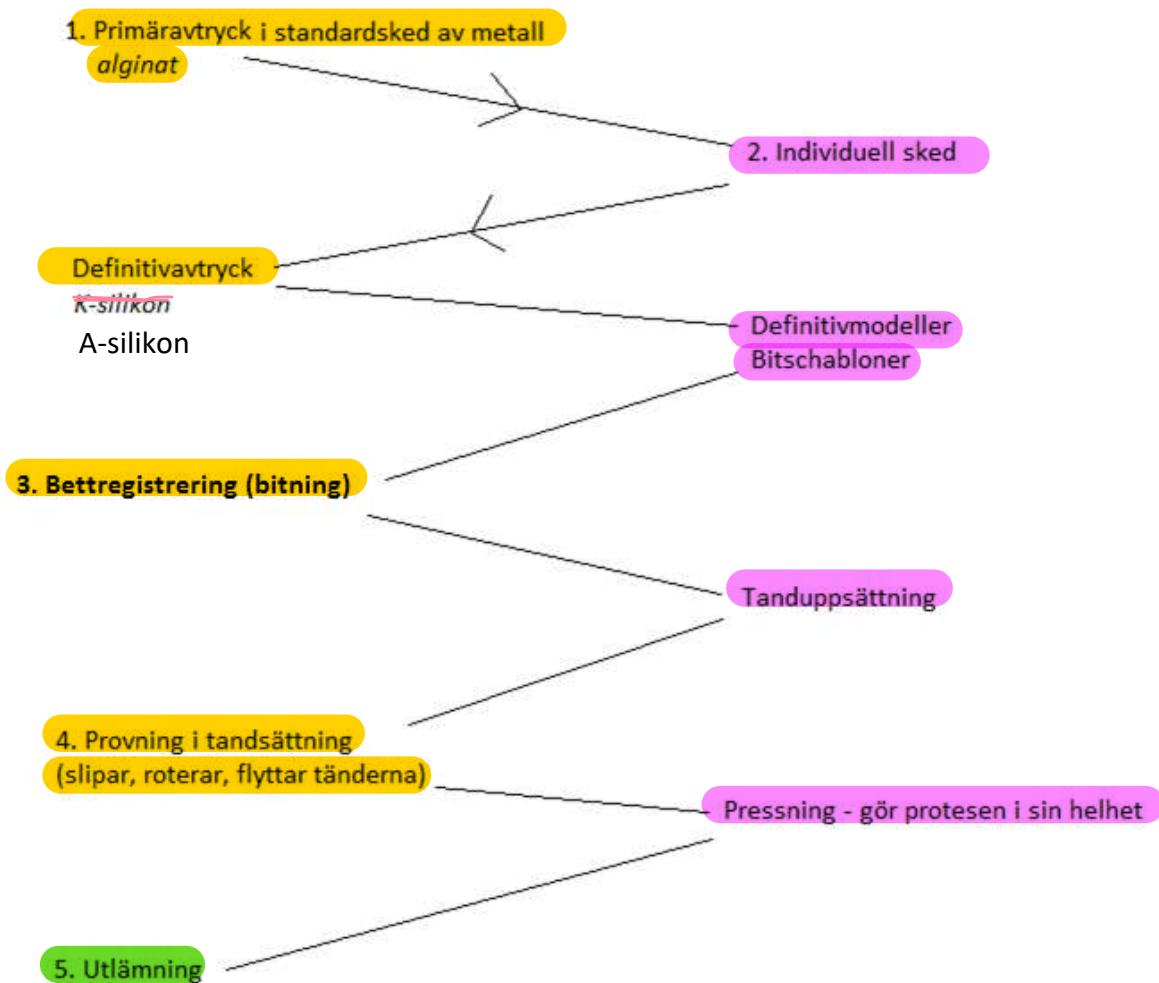 1. Primäravtryck i standardsked av metall
alginat
2. Individuell sked
Definitivavtryck
K-silikon
A-silikon
Definitivmodeller
Bitschabloner
3. Bettregistrering (bitning)
Tanduppsättning
4. Provning i tandsättning
(slipar, roterar, flyttar tänderna)
Pressning - gör protesen i sin helhet
5. Utlämning